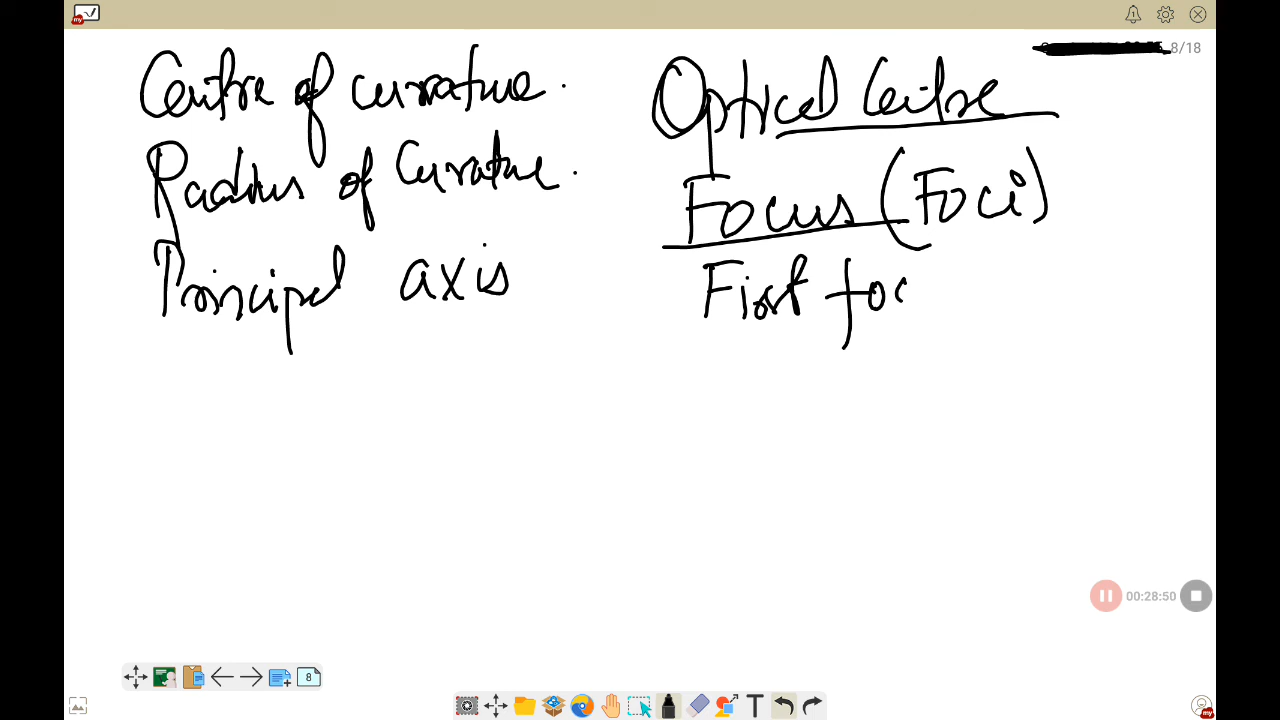 Centre of curvature.
Radius of Curvature.
Principal axis
Optical Centre
Focus (Foci)
First foc
8/18
00:28:50
8